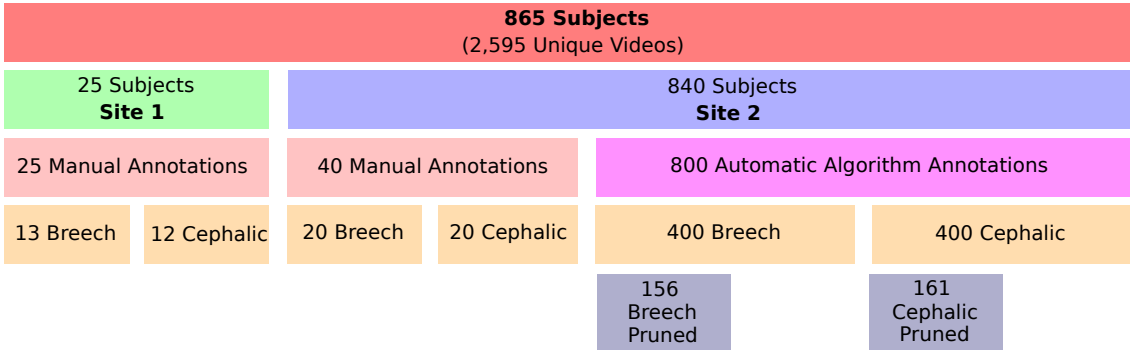 865 Subjects
(2,595 Unique Videos)
25 Subjects
Site 1
840 Subjects
Site 2
25 Manual Annotations
40 Manual Annotations
800 Automatic Algorithm Annotations
13 Breech
12 Cephalic
20 Breech
20 Cephalic
400 Breech
400 Cephalic
156
Breech
Pruned
161
Cephalic
Pruned